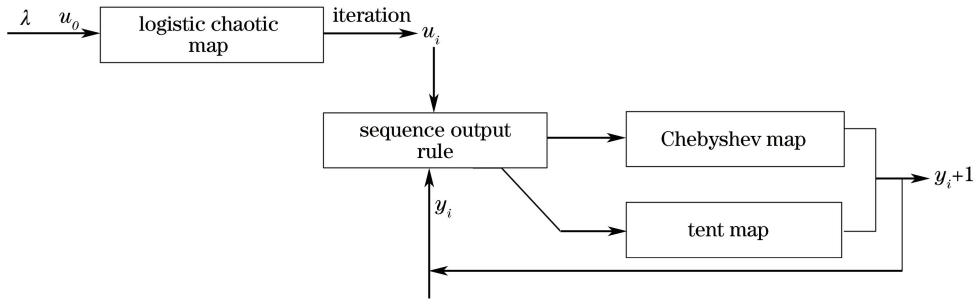 λ u₀
logistic chaotic
map
iteration
uᵢ
sequence output
rule
Chebyshev map
yᵢ+1
yᵢ
tent map